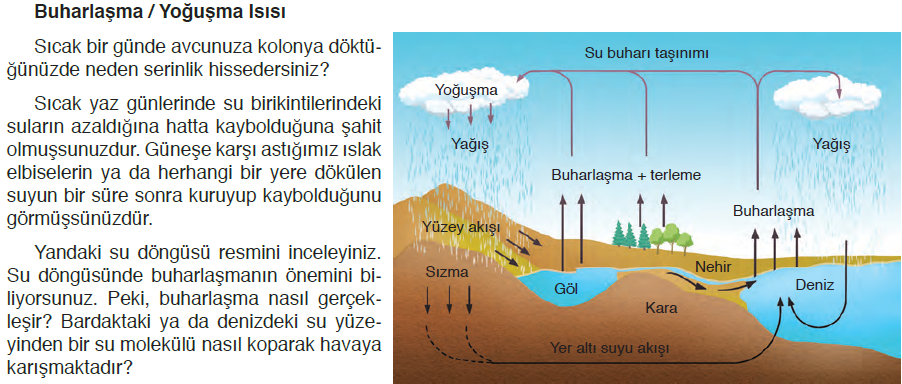 Buharlaşma / Yoğuşma Isısı
Sıcak bir günde avcunuza kolonya döktü-
ğünüzde neden serinlik hissedersiniz?
Sıcak yaz günlerinde su birikintilerindeki
suların azaldığına hatta kaybolduğuna şahit
olmuşsunuzdur. Güneşe karşı astığımız ıslak
elbiselerin ya da herhangi bir yere dökülen
suyun bir süre sonra kuruyup kaybolduğunu
görmüşsünüzdür.
Yandaki su döngüsü resmini inceleyiniz.
Su döngüsünde buharlaşmanın önemini bi-
liyorsunuz. Peki, buharlaşma nasıl gerçek-
leşir? Bardaktaki ya da denizdeki su yüze-
yinden bir su molekülü nasıl koparak havaya
karışmaktadır?
Su buharı taşınımı
Yoğuşma
Yağış
Yağış
Buharlaşma + terleme
Buharlaşma
Yüzey akışı
Sızma
Göl
Nehir
Kara
Deniz
Yer altı suyu akışı